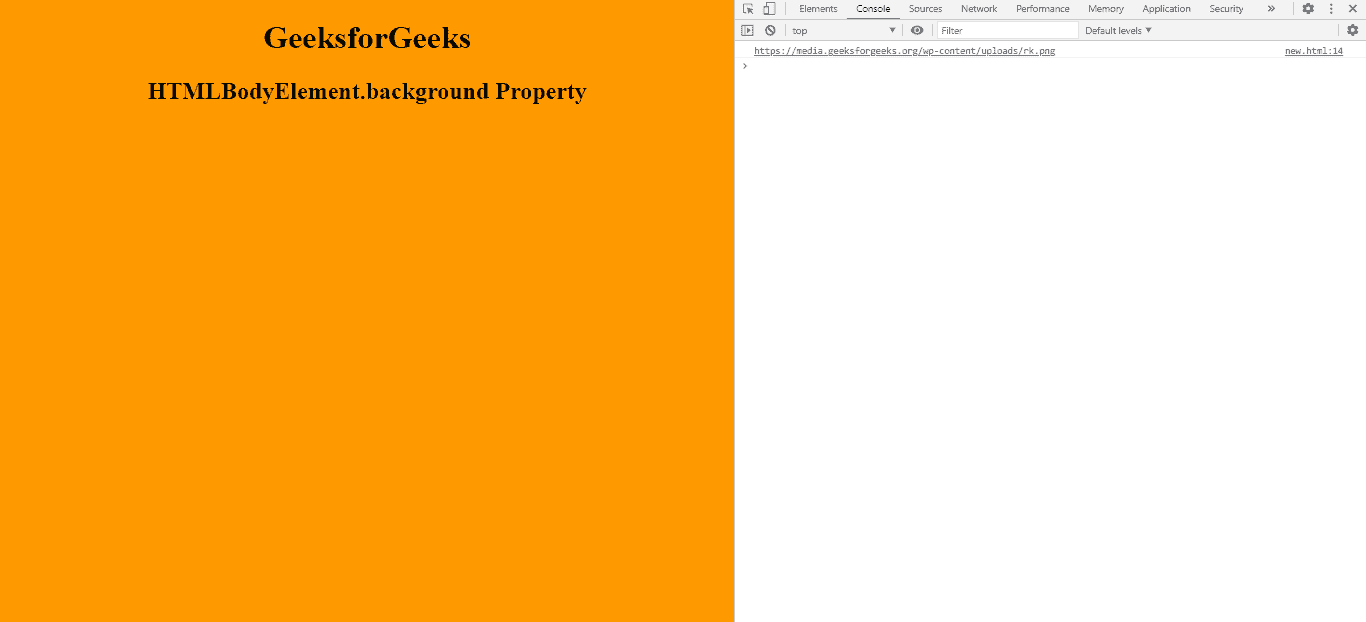 GeeksforGeeks
HTMLBodyElement.background Property
Elements Console Sources Network Performance Memory Application Security »
top Filter Default levels
https://media.geeksforgeeks.org/wp-content/uploads/rk.png new.html:14